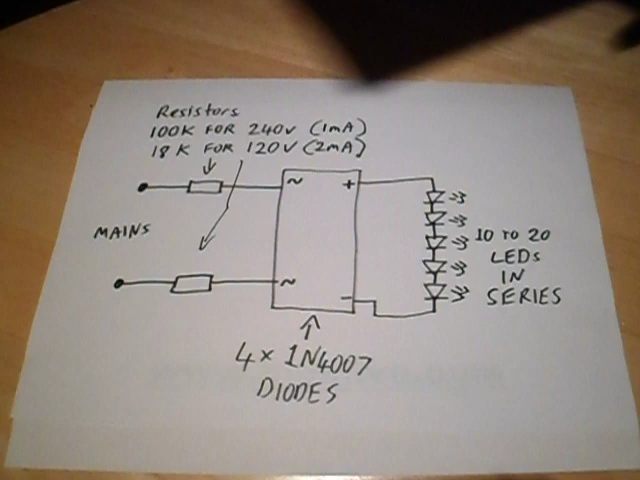 Resistors
100K FOR 240V (1mA)
18K FOR 120V (2mA)
~ +
MAINS
10 TO 20
LEDs
IN
SERIES
~ −
4 × 1N4007
DIODES